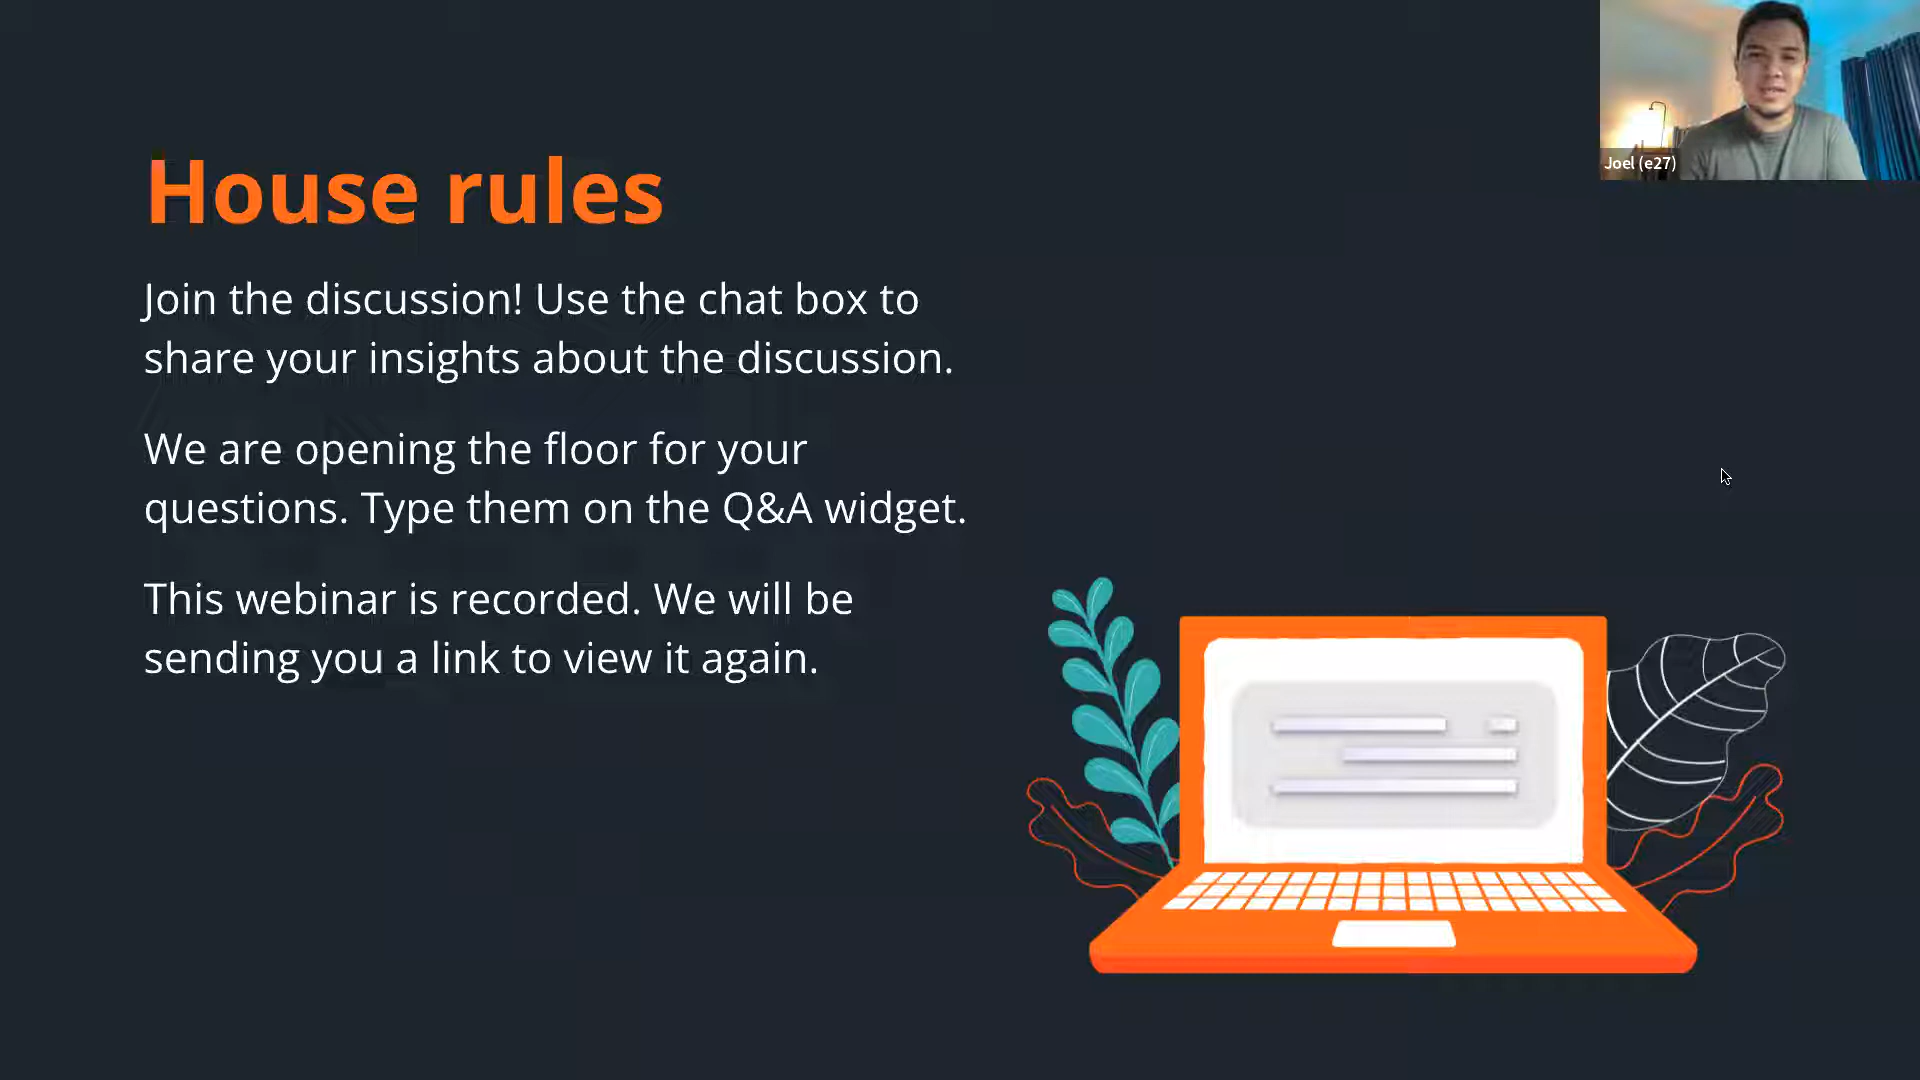 House rules
Join the discussion! Use the chat box to
share your insights about the discussion.
We are opening the floor for your
questions. Type them on the Q&A widget.
This webinar is recorded. We will be
sending you a link to view it again.
Joel (e27)